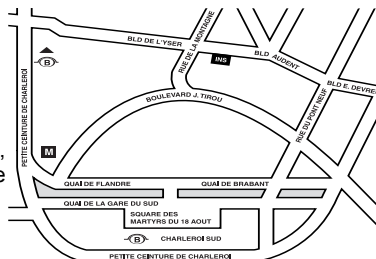 BLD DE L'YSER
RUE DE LA MONTAGNE
INS
BLD AUDENT
BLD E. DEVRE
B
PETITE CEINTURE DE CHARLEROI
BOULEVARD J. TIROU
RUE DU PONT NEUF
M
QUAI DE FLANDRE
QUAI DE BRABANT
QUAI DE LA GARE DU SUD
SQUARE DES
MARTYRS DU 18 AOUT
B CHARLEROI SUD
PETITE CEINTURE DE CHARLEROI